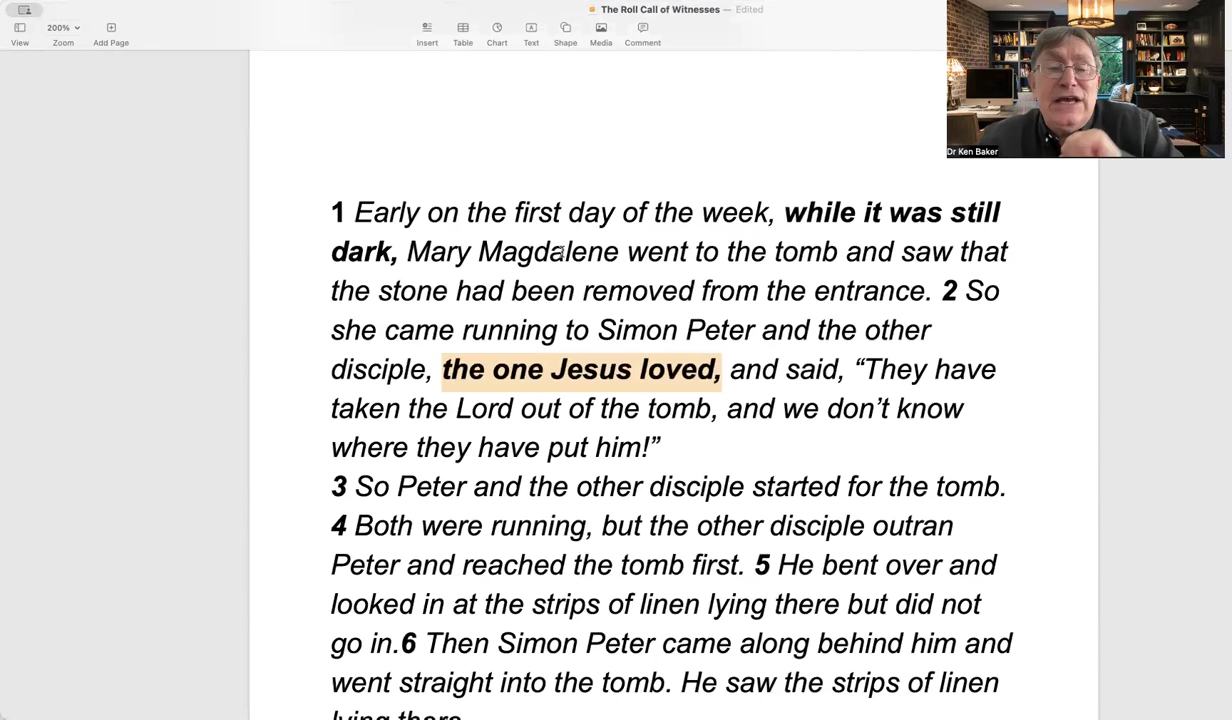 The Roll Call of Witnesses — Edited
200%
View Zoom Add Page Insert Table Chart Text Shape Media Comment
Dr Ken Baker
1 Early on the first day of the week, while it was still
dark, Mary Magdalene went to the tomb and saw that
the stone had been removed from the entrance. 2 So
she came running to Simon Peter and the other
disciple, the one Jesus loved, and said, “They have
taken the Lord out of the tomb, and we don’t know
where they have put him!”
3 So Peter and the other disciple started for the tomb.
4 Both were running, but the other disciple outran
Peter and reached the tomb first. 5 He bent over and
looked in at the strips of linen lying there but did not
go in.6 Then Simon Peter came along behind him and
went straight into the tomb. He saw the strips of linen
lying there